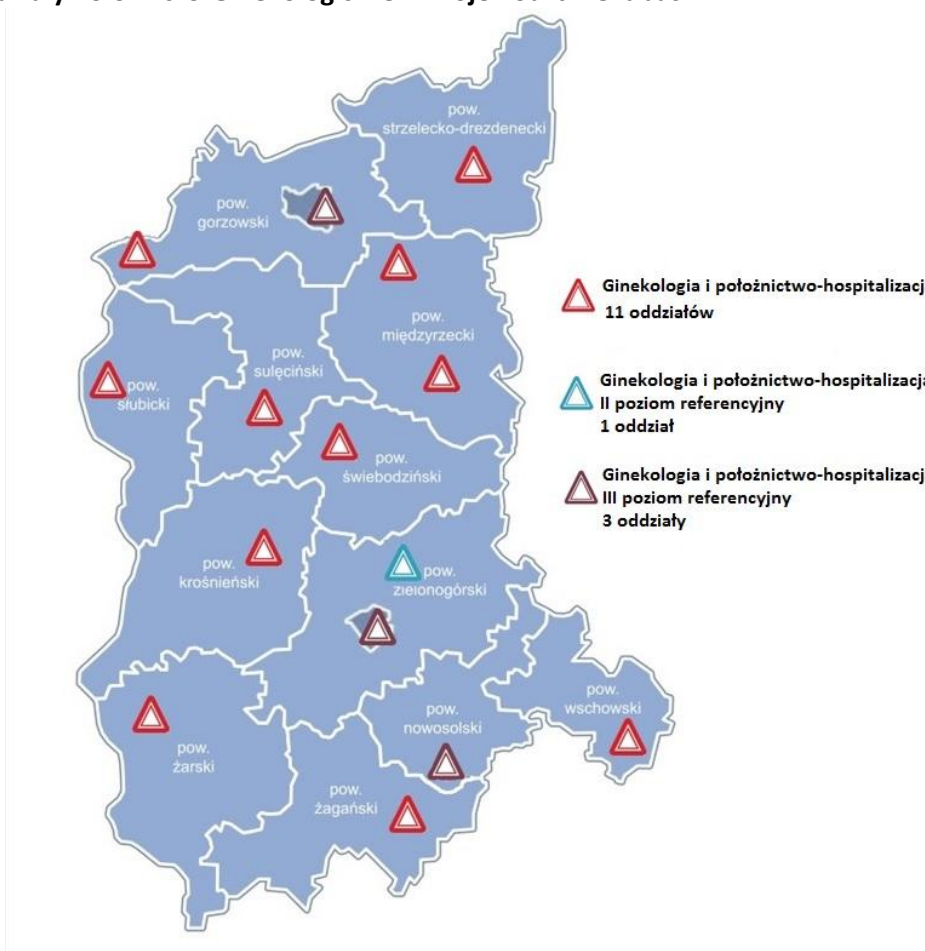 pow.
strzelecko-drezdenecki
pow.
gorzowski
pow.
międzyrzecki
pow.
sulęciński
pow.
słubicki
pow.
świebodziński
pow.
krośnieński
pow.
zielonogórski
pow.
wschowski
pow.
nowosolski
pow.
żarski
pow.
żagański
Ginekologia i położnictwo-hospitalizacj
11 oddziałów
Ginekologia i położnictwo-hospitalizacja
II poziom referencyjny
1 oddział
Ginekologia i położnictwo-hospitalizacj
III poziom referencyjny
3 oddziały